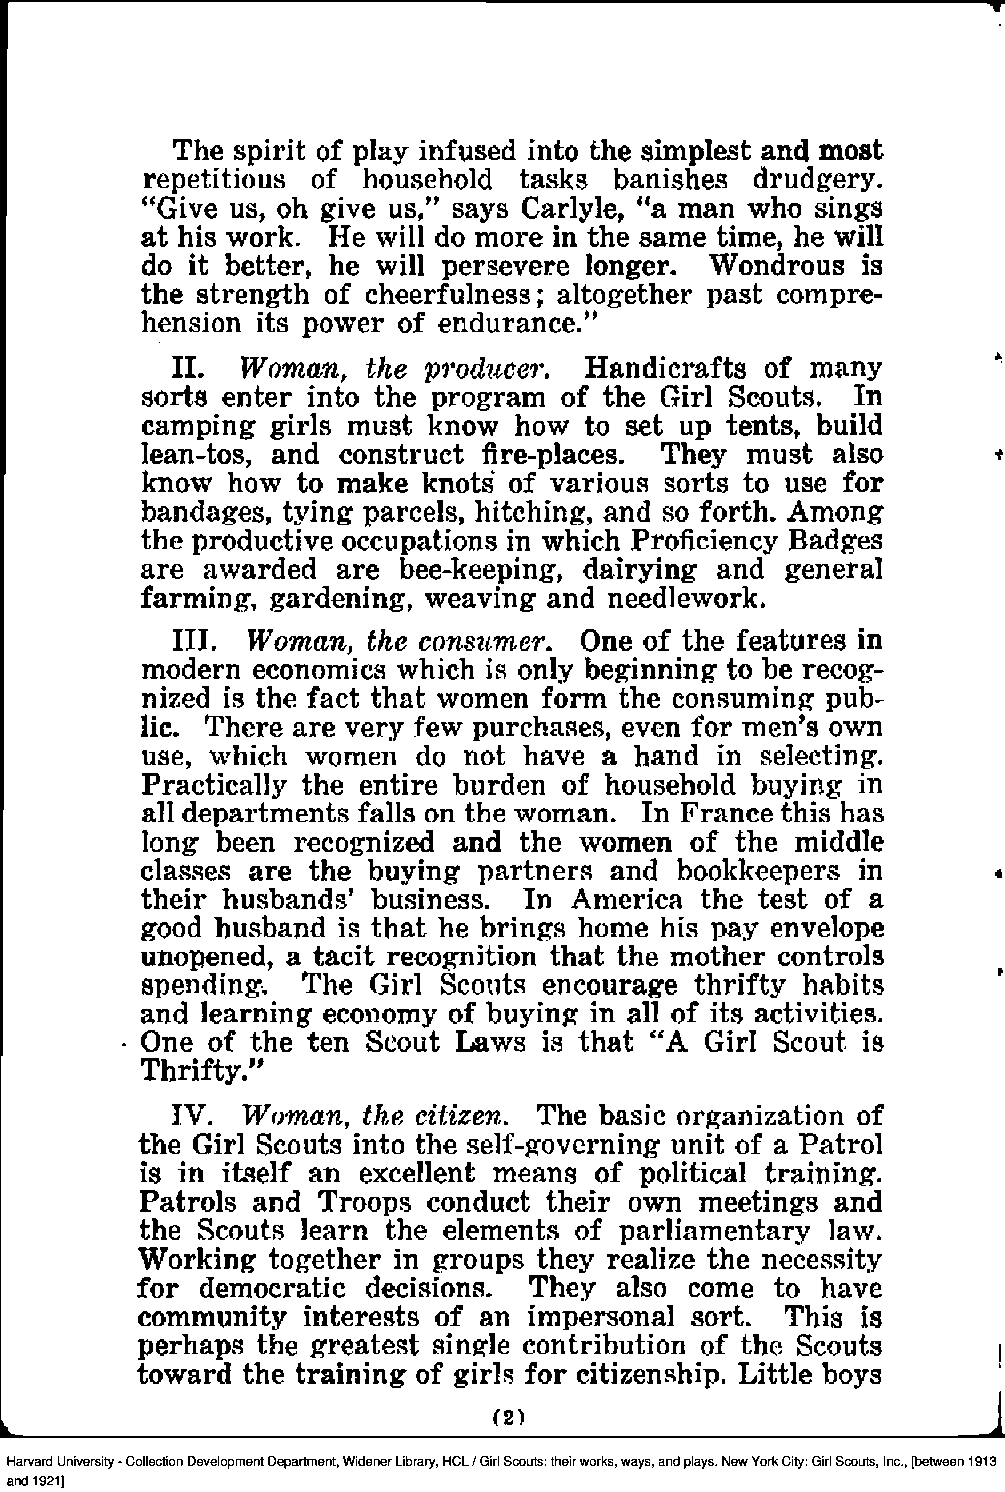 The spirit of play infused into the simplest and most
repetitious of household tasks banishes drudgery.
“Give us, oh give us,” says Carlyle, “a man who sings
at his work. He will do more in the same time, he will
do it better, he will persevere longer. Wondrous is
the strength of cheerfulness; altogether past compre-
hension its power of endurance.”
II. Woman, the producer. Handicrafts of many
sorts enter into the program of the Girl Scouts. In
camping girls must know how to set up tents, build
lean-tos, and construct fire-places. They must also
know how to make knots of various sorts to use for
bandages, tying parcels, hitching, and so forth. Among
the productive occupations in which Proficiency Badges
are awarded are bee-keeping, dairying and general
farming, gardening, weaving and needlework.
III. Woman, the consumer. One of the features in
modern economics which is only beginning to be recog-
nized is the fact that women form the consuming pub-
lic. There are very few purchases, even for men’s own
use, which women do not have a hand in selecting.
Practically the entire burden of household buying in
all departments falls on the woman. In France this has
long been recognized and the women of the middle
classes are the buying partners and bookkeepers in
their husbands’ business. In America the test of a
good husband is that he brings home his pay envelope
unopened, a tacit recognition that the mother controls
spending. The Girl Scouts encourage thrifty habits
and learning economy of buying in all of its activities.
One of the ten Scout Laws is that “A Girl Scout is
Thrifty.”
IV. Woman, the citizen. The basic organization of
the Girl Scouts into the self-governing unit of a Patrol
is in itself an excellent means of political training.
Patrols and Troops conduct their own meetings and
the Scouts learn the elements of parliamentary law.
Working together in groups they realize the necessity
for democratic decisions. They also come to have
community interests of an impersonal sort. This is
perhaps the greatest single contribution of the Scouts
toward the training of girls for citizenship. Little boys
(2)
Harvard University - Collection Development Department, Widener Library, HCL / Girl Scouts: their works, ways, and plays. New York City: Girl Scouts, Inc., [between 1913
and 1921]